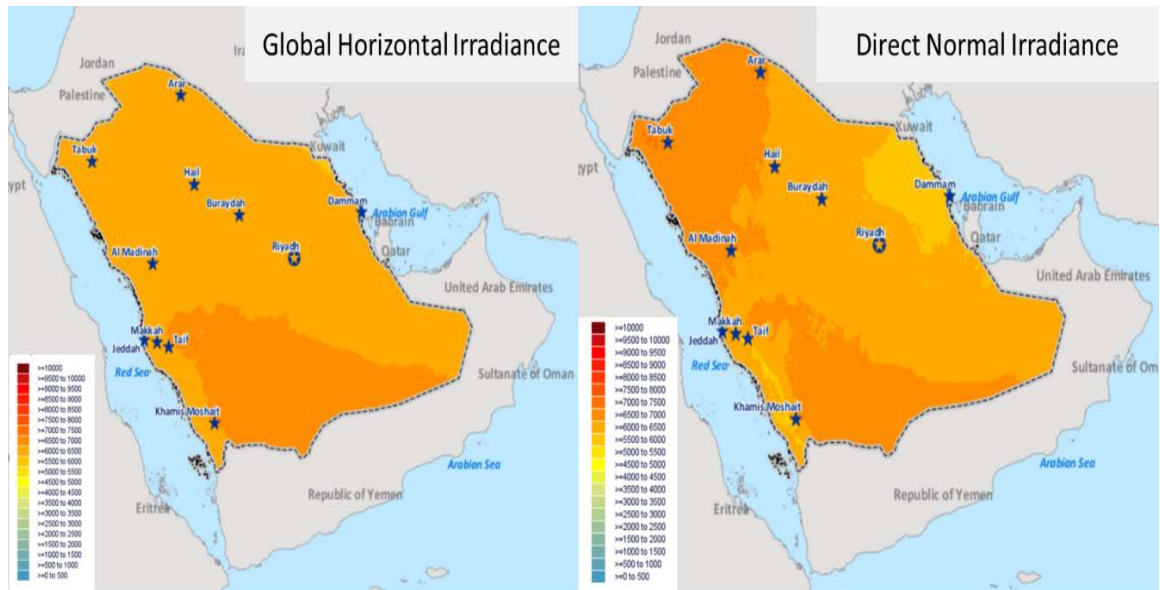 Global Horizontal Irradiance
Jordan
Palestine
Arar
Kuwait
Tabuk
Hail
Buraydah
Dammam
Arabian Gulf
Bahrain
Riyadh
Qatar
Al Madinah
United Arab Emirates
Makkah
Taif
Jeddah
Red Sea
Sultanate of Oman
Khamis Moshait
Arabian Sea
Republic of Yemen
Eritrea
>=10000
>=9500 to 10000
>=9000 to 9500
>=8500 to 9000
>=8000 to 8500
>=7500 to 8000
>=7000 to 7500
>=6500 to 7000
>=6000 to 6500
>=5500 to 6000
>=5000 to 5500
>=4500 to 5000
>=4000 to 4500
>=3500 to 4000
>=3000 to 3500
>=2500 to 3000
>=2000 to 2500
>=1500 to 2000
>=1000 to 1500
>=500 to 1000
>=0 to 500
Direct Normal Irradiance
Jordan
Palestine
Arar
Kuwait
Tabuk
Hail
Buraydah
Dammam
Arabian Gulf
Bahrain
Riyadh
Qatar
Al Madinah
United Arab Emirates
Makkah
Taif
Jeddah
Red Sea
Sultanate of Om
Khamis Moshait
Arabian Sea
Republic of Yemen
Eritrea
>=10000
>=9500 to 10000
>=9000 to 9500
>=8500 to 9000
>=8000 to 8500
>=7500 to 8000
>=7000 to 7500
>=6500 to 7000
>=6000 to 6500
>=5500 to 6000
>=5000 to 5500
>=4500 to 5000
>=4000 to 4500
>=3500 to 4000
>=3000 to 3500
>=2500 to 3000
>=2000 to 2500
>=1500 to 2000
>=1000 to 1500
>=500 to 1000
>=0 to 500